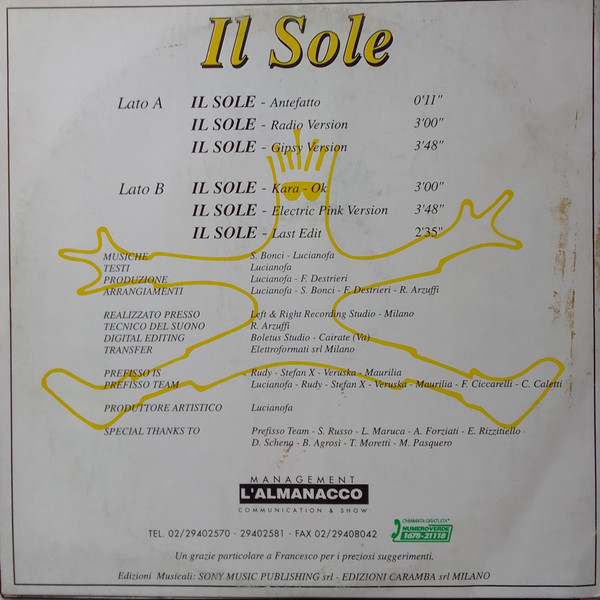 Il Sole
Lato A IL SOLE - Antefatto 0'11"
IL SOLE - Radio Version 3'00"
IL SOLE - Gipsy Version 3'48"
Lato B IL SOLE - Kara - Ok 3'00"
IL SOLE - Electric Pink Version 3'48"
IL SOLE - Last Edit 2'35"
MUSICHE S. Bonci - Lucianofa
TESTI Lucianofa
PRODUZIONE Lucianofa - F. Destrieri
ARRANGIAMENTI Lucianofa - S. Bonci - F. Destrieri - R. Arzuffi
REALIZZATO PRESSO Left & Right Recording Studio - Milano
TECNICO DEL SUONO R. Arzuffi
DIGITAL EDITING Boletus Studio - Cairate (Va)
TRANSFER Elettroformati srl Milano
PREFISSO IS Rudy - Stefan X - Veruska - Maurilia
PREFISSO TEAM Lucianofa - Rudy - Stefan X - Veruska - Maurilia - F. Ciccarelli - C. Caletti
PRODUTTORE ARTISTICO Lucianofa
SPECIAL THANKS TO Prefisso Team - S. Russo - L. Maruca - A. Forziati - E. Rizzitiello -
D. Schena - B. Agrosì - T. Moretti - M. Pasquero
MANAGEMENT
L'ALMANACCO
COMMUNICATION & SHOW
TEL. 02/29402570 - 29402581 - FAX 02/29408042
CHIAMATA GRATUITA*
NUMEROVERDE
1678-21118
Un grazie particolare a Francesco per i preziosi suggerimenti.
Edizioni Musicali: SONY MUSIC PUBLISHING srl - EDIZIONI CARAMBA srl MILANO